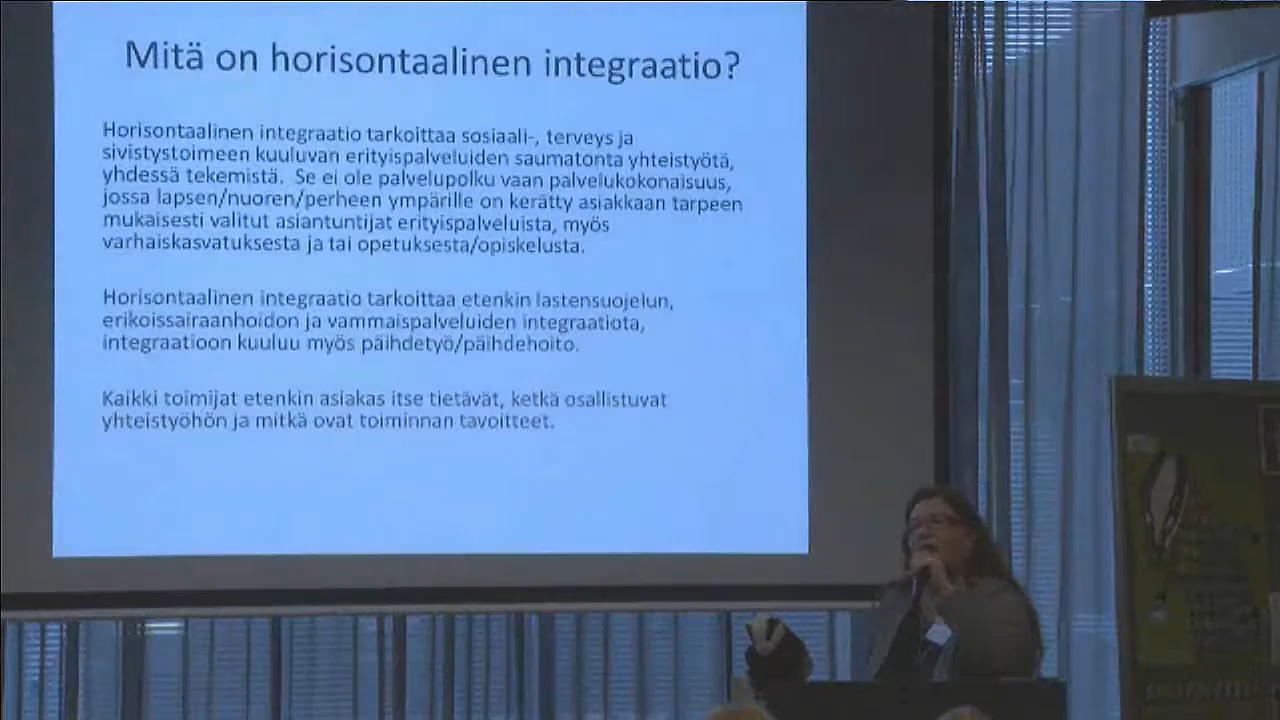 Mitä on horisontaalinen integraatio?
Horisontaalinen integraatio tarkoittaa sosiaali-, terveys ja
sivistystoimeen kuuluvan erityispalveluiden saumatonta yhteistyötä,
yhdessä tekemistä. Se ei ole palvelupolku vaan palvelukokonaisuus,
jossa lapsen/nuoren/perheen ympärille on kerätty asiakkaan tarpeen
mukaisesti valitut asiantuntijat erityispalveluista, myös
varhaiskasvatuksesta ja tai opetuksesta/opiskelusta.
Horisontaalinen integraatio tarkoittaa etenkin lastensuojelun,
erikoissairaanhoidon ja vammaispalveluiden integraatiota,
integraatioon kuuluu myös päihdetyö/päihdehoito.
Kaikki toimijat etenkin asiakas itse tietävät, ketkä osallistuvat
yhteistyöhön ja mitkä ovat toiminnan tavoitteet.